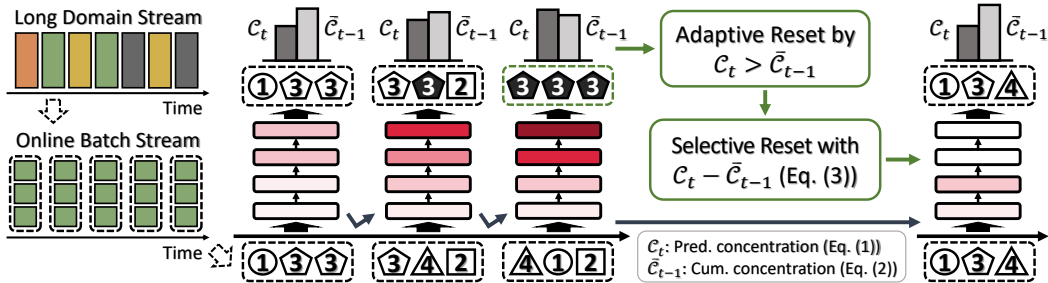 Long Domain Stream
Time
Online Batch Stream
Time
𝒞ₜ 𝒞̄ₜ₋₁
① ③ ③
① ③ ③
𝒞ₜ 𝒞̄ₜ₋₁
3 3 2
3 4 2
𝒞ₜ 𝒞̄ₜ₋₁
3 3 3
4 1 2
Adaptive Reset by
𝒞ₜ > 𝒞̄ₜ₋₁
Selective Reset with
𝒞ₜ − 𝒞̄ₜ₋₁ (Eq. (3))
𝒞ₜ: Pred. concentration (Eq. (1))
𝒞̄ₜ₋₁: Cum. concentration (Eq. (2))
𝒞ₜ 𝒞̄ₜ₋₁
1 3 4
1 3 4